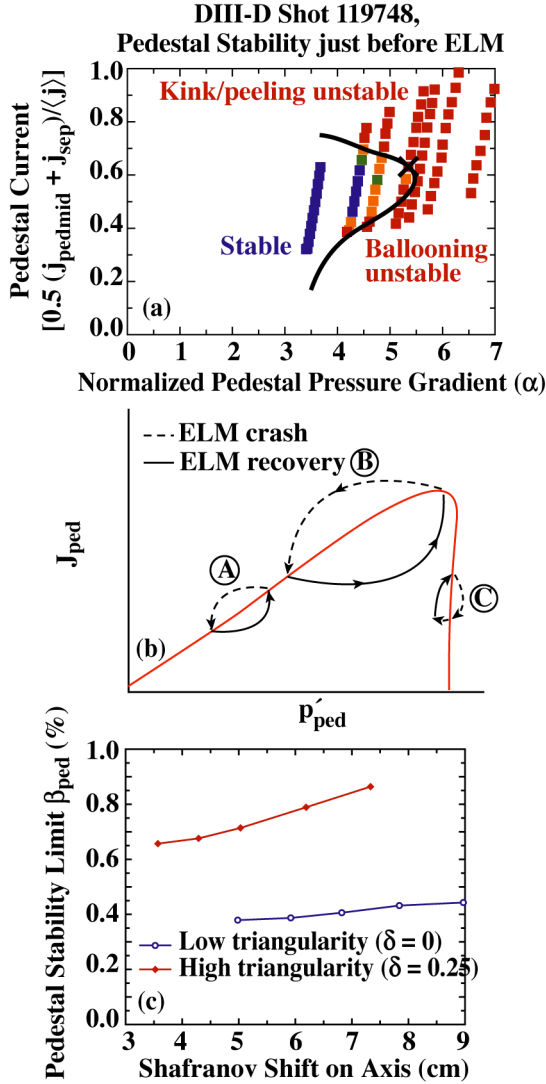 DIII-D Shot 119748,
Pedestal Stability just before ELM
Pedestal Current
[0.5 (jpedmid + jsep)/⟨j⟩]
1.0
0.8
0.6
0.4
0.2
0.0
Kink/peeling unstable
Stable
Ballooning
unstable
(a)
0 1 2 3 4 5 6 7
Normalized Pedestal Pressure Gradient (α)
ELM crash
ELM recovery
B
A
C
Jped
(b)
p´ped
Pedestal Stability Limit βped (%)
1.0
0.8
0.6
0.4
0.2
0.0
Low triangularity (δ = 0)
High triangularity (δ = 0.25)
(c)
3 4 5 6 7 8 9
Shafranov Shift on Axis (cm)